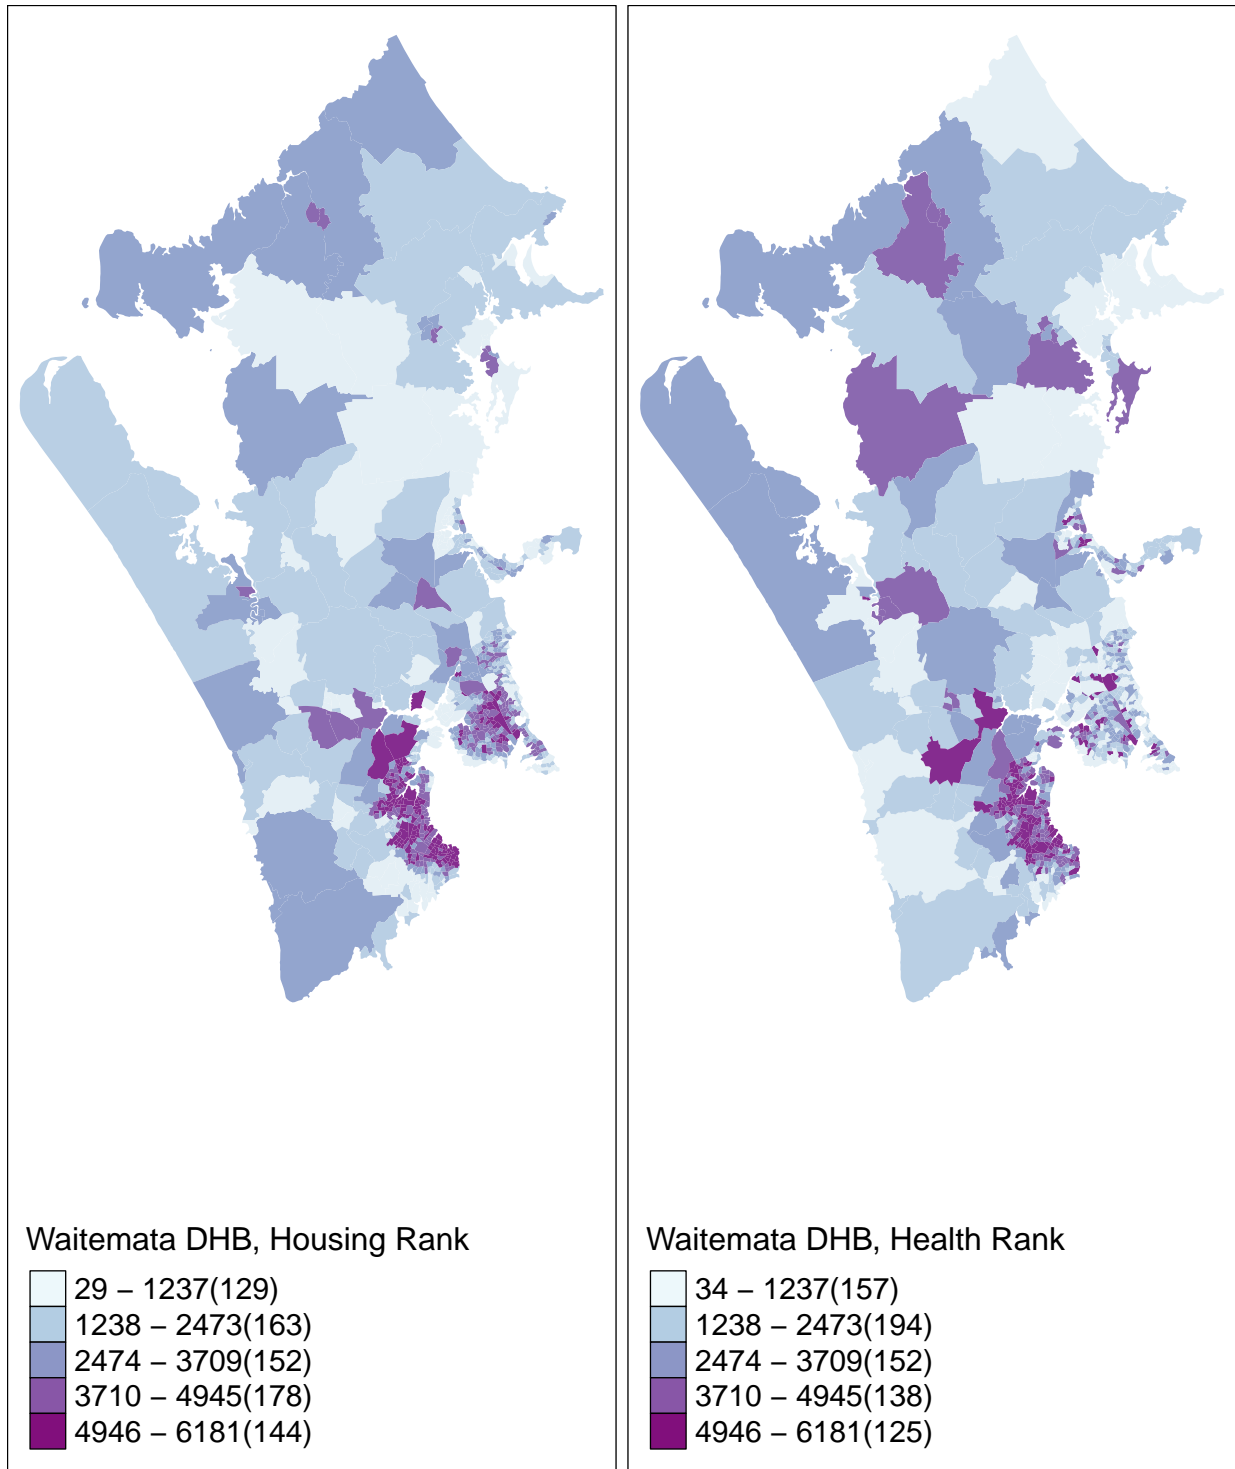 Waitemata DHB, Housing Rank
29 – 1237(129)
1238 – 2473(163)
2474 – 3709(152)
3710 – 4945(178)
4946 – 6181(144)
Waitemata DHB, Health Rank
34 – 1237(157)
1238 – 2473(194)
2474 – 3709(152)
3710 – 4945(138)
4946 – 6181(125)